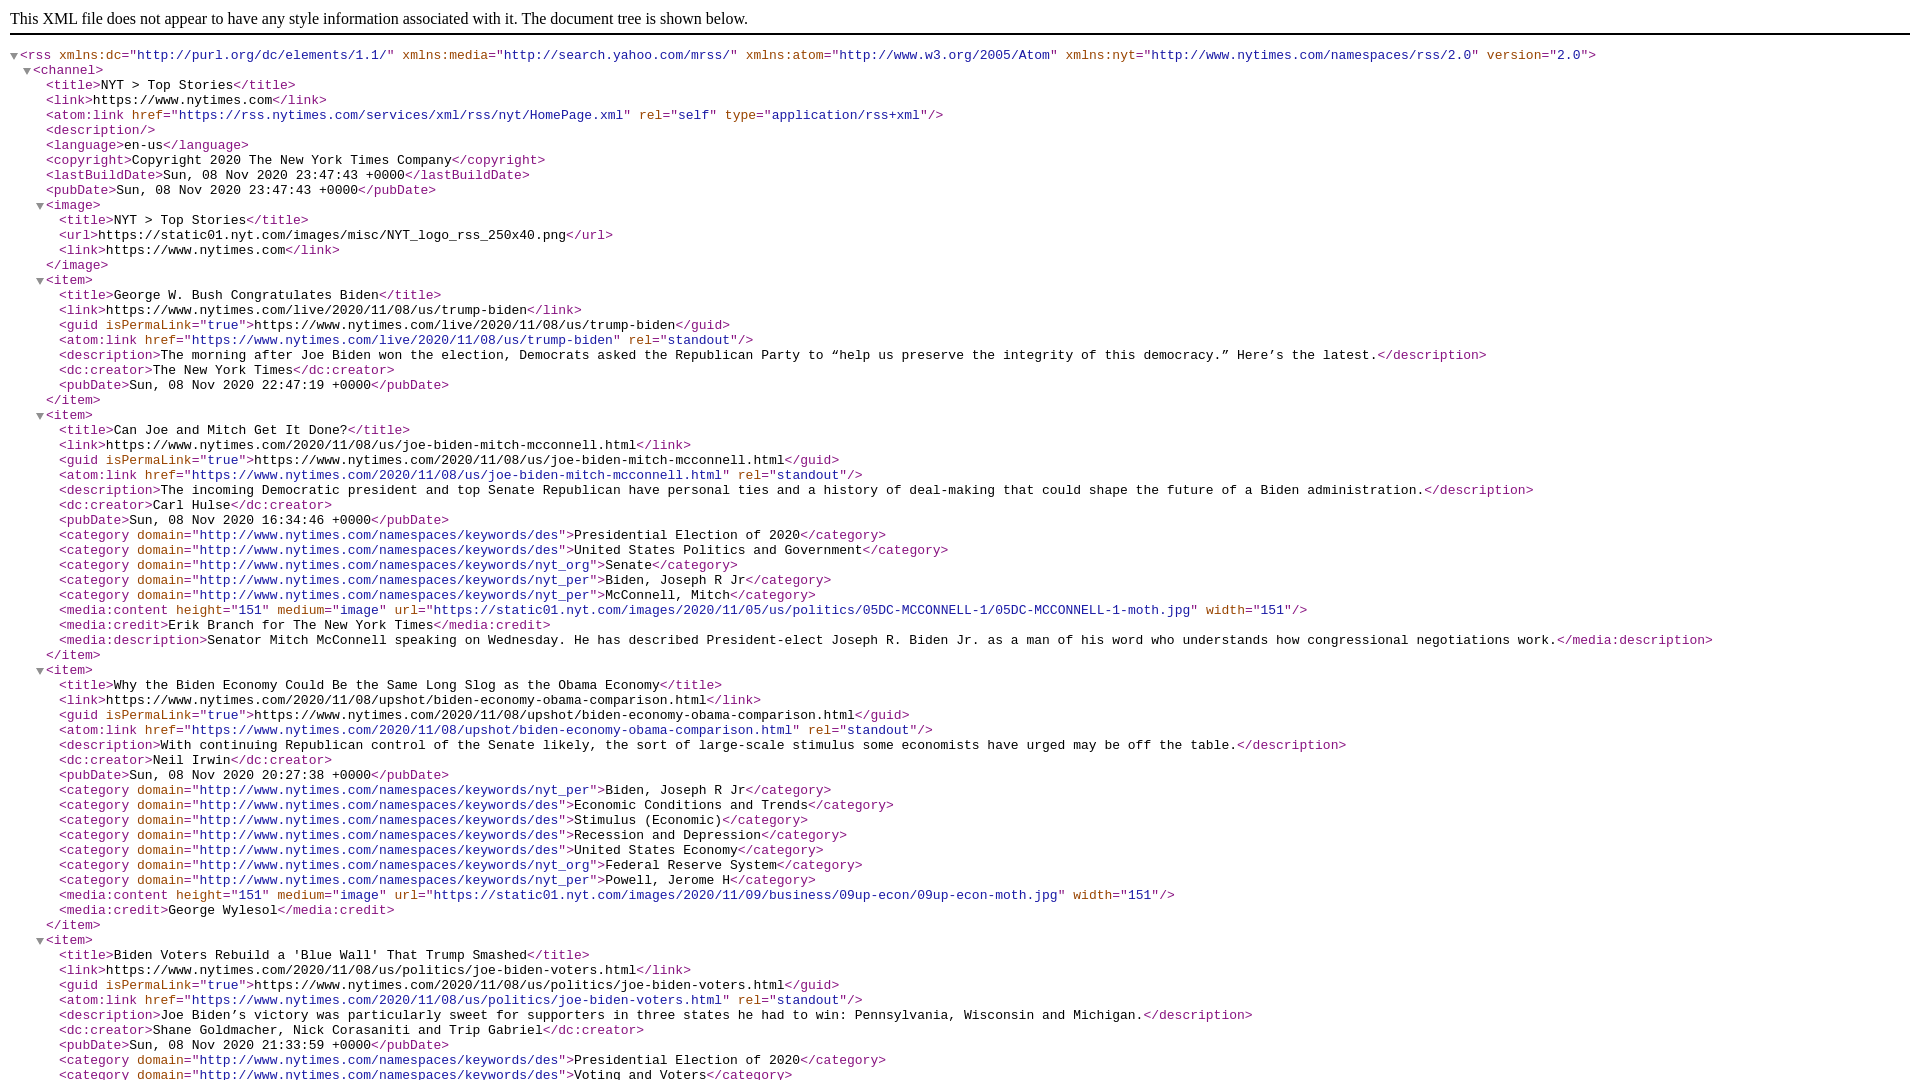 This XML file does not appear to have any style information associated with it. The document tree is shown below.
<rss xmlns:dc="http://purl.org/dc/elements/1.1/" xmlns:media="http://search.yahoo.com/mrss/" xmlns:atom="http://www.w3.org/2005/Atom" xmlns:nyt="http://www.nytimes.com/namespaces/rss/2.0" version="2.0">
<channel>
<title>NYT > Top Stories</title>
<link>https://www.nytimes.com</link>
<atom:link href="https://rss.nytimes.com/services/xml/rss/nyt/HomePage.xml" rel="self" type="application/rss+xml"/>
<description/>
<language>en-us</language>
<copyright>Copyright 2020 The New York Times Company</copyright>
<lastBuildDate>Sun, 08 Nov 2020 23:47:43 +0000</lastBuildDate>
<pubDate>Sun, 08 Nov 2020 23:47:43 +0000</pubDate>
<image>
<title>NYT > Top Stories</title>
<url>https://static01.nyt.com/images/misc/NYT_logo_rss_250x40.png</url>
<link>https://www.nytimes.com</link>
</image>
<item>
<title>George W. Bush Congratulates Biden</title>
<link>https://www.nytimes.com/live/2020/11/08/us/trump-biden</link>
<guid isPermaLink="true">https://www.nytimes.com/live/2020/11/08/us/trump-biden</guid>
<atom:link href="https://www.nytimes.com/live/2020/11/08/us/trump-biden" rel="standout"/>
<description>The morning after Joe Biden won the election, Democrats asked the Republican Party to “help us preserve the integrity of this democracy.” Here’s the latest.</description>
<dc:creator>The New York Times</dc:creator>
<pubDate>Sun, 08 Nov 2020 22:47:19 +0000</pubDate>
</item>
<item>
<title>Can Joe and Mitch Get It Done?</title>
<link>https://www.nytimes.com/2020/11/08/us/joe-biden-mitch-mcconnell.html</link>
<guid isPermaLink="true">https://www.nytimes.com/2020/11/08/us/joe-biden-mitch-mcconnell.html</guid>
<atom:link href="https://www.nytimes.com/2020/11/08/us/joe-biden-mitch-mcconnell.html" rel="standout"/>
<description>The incoming Democratic president and top Senate Republican have personal ties and a history of deal-making that could shape the future of a Biden administration.</description>
<dc:creator>Carl Hulse</dc:creator>
<pubDate>Sun, 08 Nov 2020 16:34:46 +0000</pubDate>
<category domain="http://www.nytimes.com/namespaces/keywords/des">Presidential Election of 2020</category>
<category domain="http://www.nytimes.com/namespaces/keywords/des">United States Politics and Government</category>
<category domain="http://www.nytimes.com/namespaces/keywords/nyt_org">Senate</category>
<category domain="http://www.nytimes.com/namespaces/keywords/nyt_per">Biden, Joseph R Jr</category>
<category domain="http://www.nytimes.com/namespaces/keywords/nyt_per">McConnell, Mitch</category>
<media:content height="151" medium="image" url="https://static01.nyt.com/images/2020/11/05/us/politics/05DC-MCCONNELL-1/05DC-MCCONNELL-1-moth.jpg" width="151"/>
<media:credit>Erik Branch for The New York Times</media:credit>
<media:description>Senator Mitch McConnell speaking on Wednesday. He has described President-elect Joseph R. Biden Jr. as a man of his word who understands how congressional negotiations work.</media:description>
</item>
<item>
<title>Why the Biden Economy Could Be the Same Long Slog as the Obama Economy</title>
<link>https://www.nytimes.com/2020/11/08/upshot/biden-economy-obama-comparison.html</link>
<guid isPermaLink="true">https://www.nytimes.com/2020/11/08/upshot/biden-economy-obama-comparison.html</guid>
<atom:link href="https://www.nytimes.com/2020/11/08/upshot/biden-economy-obama-comparison.html" rel="standout"/>
<description>With continuing Republican control of the Senate likely, the sort of large-scale stimulus some economists have urged may be off the table.</description>
<dc:creator>Neil Irwin</dc:creator>
<pubDate>Sun, 08 Nov 2020 20:27:38 +0000</pubDate>
<category domain="http://www.nytimes.com/namespaces/keywords/nyt_per">Biden, Joseph R Jr</category>
<category domain="http://www.nytimes.com/namespaces/keywords/des">Economic Conditions and Trends</category>
<category domain="http://www.nytimes.com/namespaces/keywords/des">Stimulus (Economic)</category>
<category domain="http://www.nytimes.com/namespaces/keywords/des">Recession and Depression</category>
<category domain="http://www.nytimes.com/namespaces/keywords/des">United States Economy</category>
<category domain="http://www.nytimes.com/namespaces/keywords/nyt_org">Federal Reserve System</category>
<category domain="http://www.nytimes.com/namespaces/keywords/nyt_per">Powell, Jerome H</category>
<media:content height="151" medium="image" url="https://static01.nyt.com/images/2020/11/09/business/09up-econ/09up-econ-moth.jpg" width="151"/>
<media:credit>George Wylesol</media:credit>
</item>
<item>
<title>Biden Voters Rebuild a 'Blue Wall' That Trump Smashed</title>
<link>https://www.nytimes.com/2020/11/08/us/politics/joe-biden-voters.html</link>
<guid isPermaLink="true">https://www.nytimes.com/2020/11/08/us/politics/joe-biden-voters.html</guid>
<atom:link href="https://www.nytimes.com/2020/11/08/us/politics/joe-biden-voters.html" rel="standout"/>
<description>Joe Biden’s victory was particularly sweet for supporters in three states he had to win: Pennsylvania, Wisconsin and Michigan.</description>
<dc:creator>Shane Goldmacher, Nick Corasaniti and Trip Gabriel</dc:creator>
<pubDate>Sun, 08 Nov 2020 21:33:59 +0000</pubDate>
<category domain="http://www.nytimes.com/namespaces/keywords/des">Presidential Election of 2020</category>
<category domain="http://www.nytimes.com/namespaces/keywords/des">Voting and Voters</category>